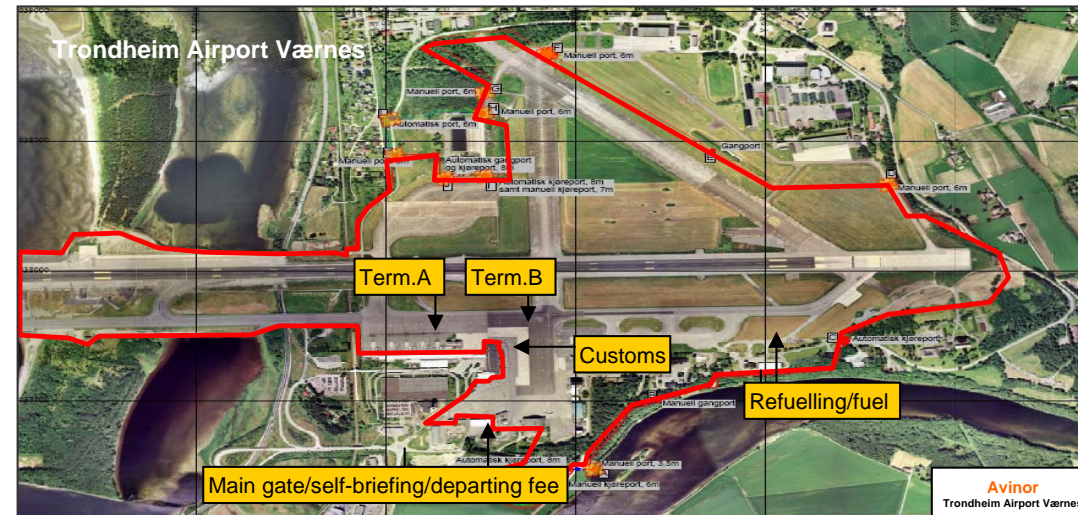 Trondheim Airport Værnes
Manuell port, 6m
Manuell port, 6m
G
H
Manuell port, 6m
Automatisk port, 6m
Manuell port, 6m
Automatisk gangport
og kjøreport, 8m
Gangport
E
Automatisk kjøreport, 8m
samt manuell kjøreport, 7m
Manuell port, 6m
Term.A
Term.B
Customs
Automatisk kjøreport
Manuell gangport
Refuelling/fuel
Automatisk kjøreport, 8m
Manuell port, 3,5m
Manuell kjøreport, 6m
Main gate/self-briefing/departing fee
Avinor
Trondheim Airport Værnes